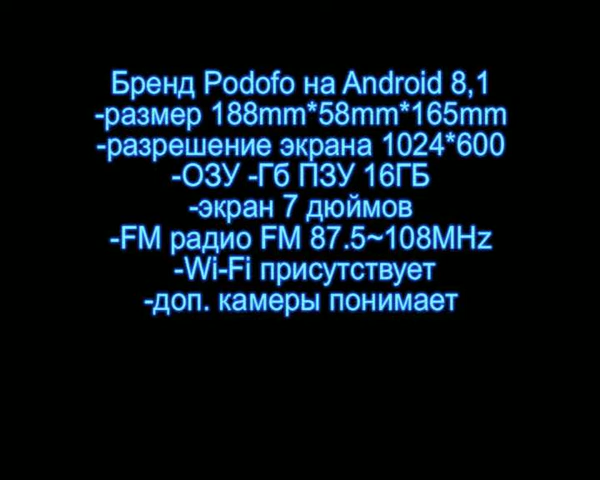 Бренд Podofo на Android 8,1
-размер 188mm*58mm*165mm
-разрешение экрана 1024*600
-ОЗУ -Гб ПЗУ 16ГБ
-экран 7 дюймов
-FM радио FM 87.5~108MHz
-Wi-Fi присутствует
-доп. камеры понимает